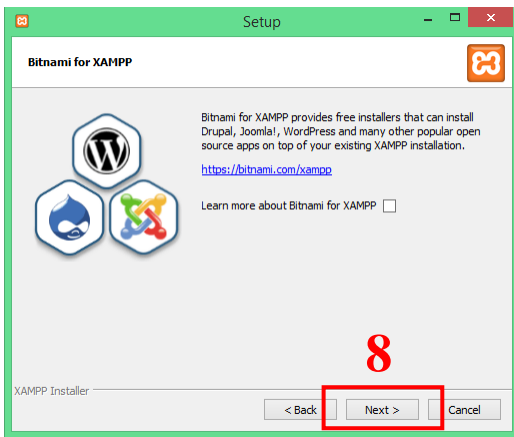 Setup
Bitnami for XAMPP
Bitnami for XAMPP provides free installers that can install
Drupal, Joomla!, WordPress and many other popular open
source apps on top of your existing XAMPP installation.
https://bitnami.com/xampp
Learn more about Bitnami for XAMPP
8
XAMPP Installer
< Back
Next >
Cancel